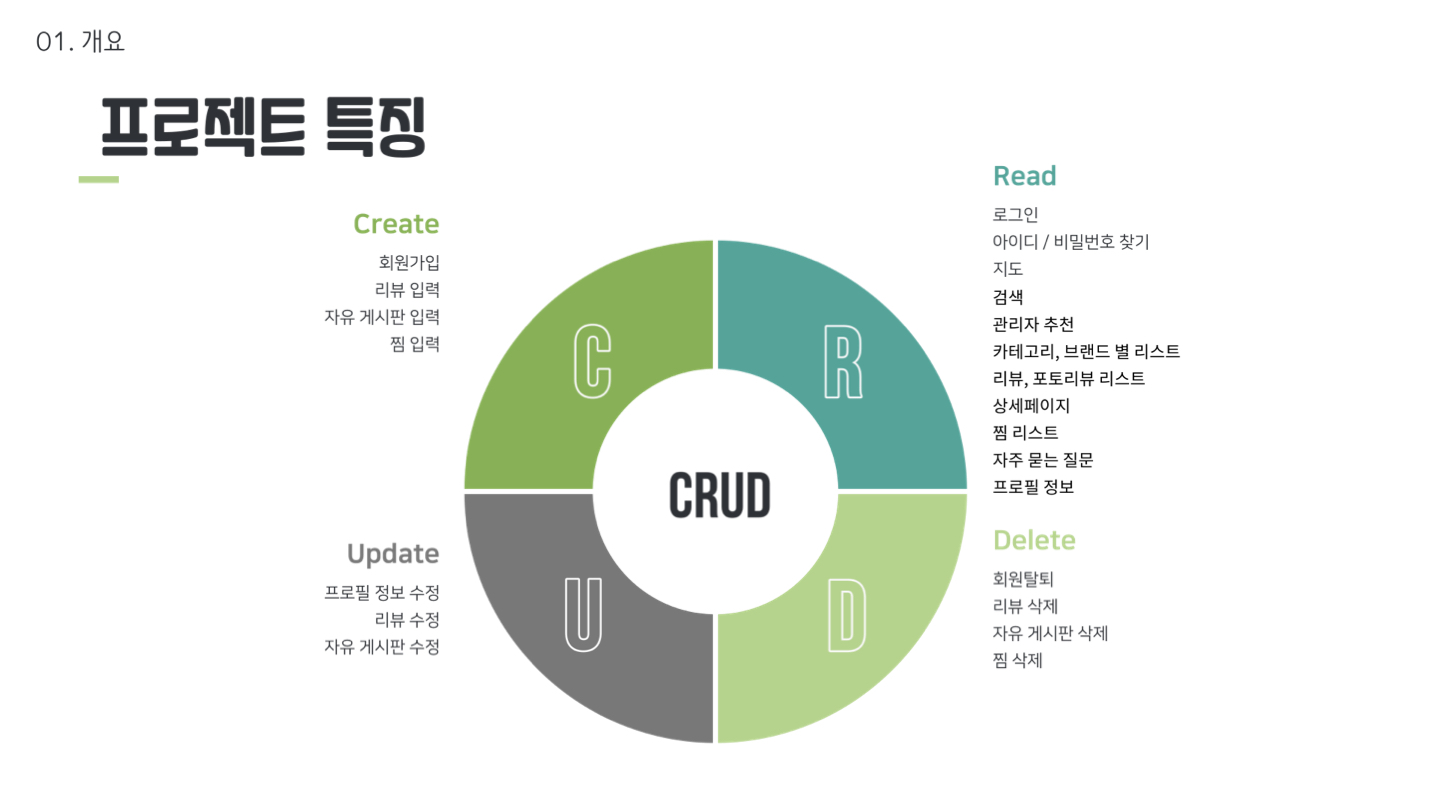 01. 개요
프로젝트 특징
Create
회원가입
리뷰 입력
자유 게시판 입력
찜 입력
Read
로그인
아이디 / 비밀번호 찾기
지도
검색
관리자 추천
카테고리, 브랜드 별 리스트
리뷰, 포토리뷰 리스트
상세페이지
찜 리스트
자주 묻는 질문
프로필 정보
C
R
CRUD
U
D
Update
프로필 정보 수정
리뷰 수정
자유 게시판 수정
Delete
회원탈퇴
리뷰 삭제
자유 게시판 삭제
찜 삭제